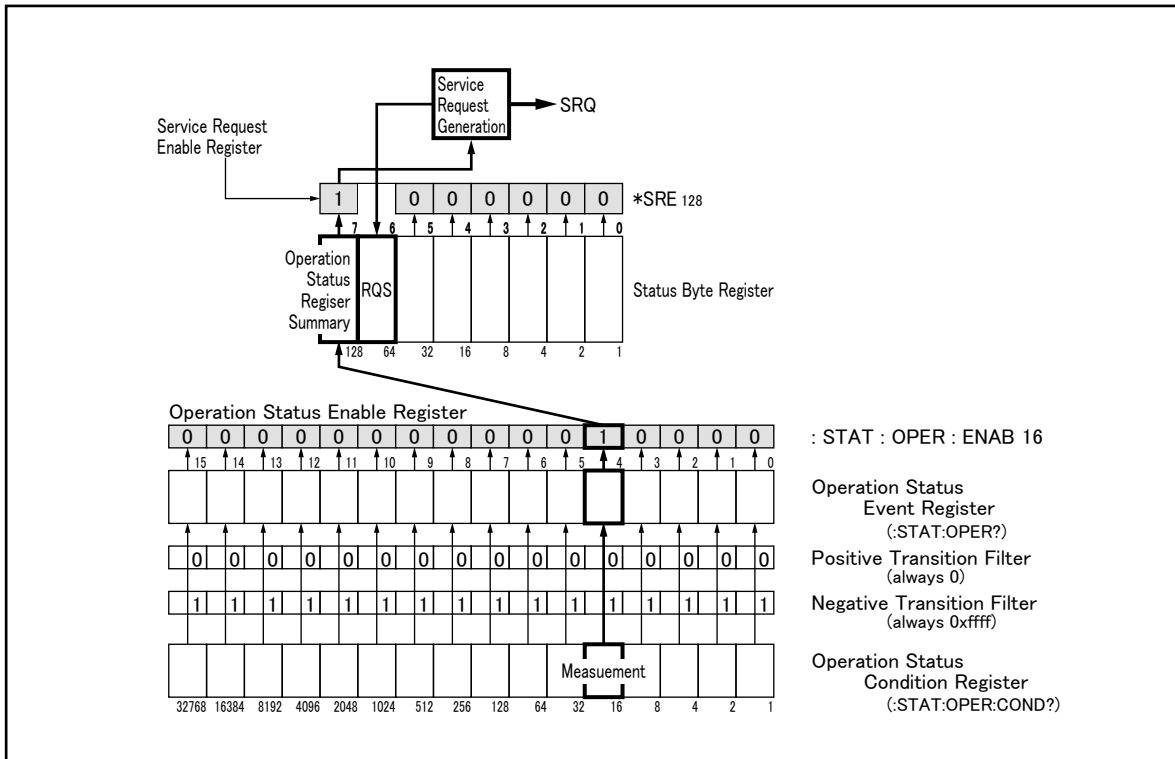 Service
Request
Generation
SRQ
Service Request
Enable Register
1 0 0 0 0 0 0 *SRE 128
7 6 5 4 3 2 1 0
Operation
Status
Regiser
Summary
RQS
Status Byte Register
128 64 32 16 8 4 2 1
Operation Status Enable Register
0 0 0 0 0 0 0 0 0 0 0 1 0 0 0 0 : STAT : OPER : ENAB 16
15 14 13 12 11 10 9 8 7 6 5 4 3 2 1 0
Operation Status
Event Register
(:STAT:OPER?)
0 0 0 0 0 0 0 0 0 0 0 0 0 0 0 0 Positive Transition Filter
(always 0)
1 1 1 1 1 1 1 1 1 1 1 1 1 1 1 1 Negative Transition Filter
(always 0xffff)
Measuement
Operation Status
Condition Register
(:STAT:OPER:COND?)
32768 16384 8192 4096 2048 1024 512 256 128 64 32 16 8 4 2 1